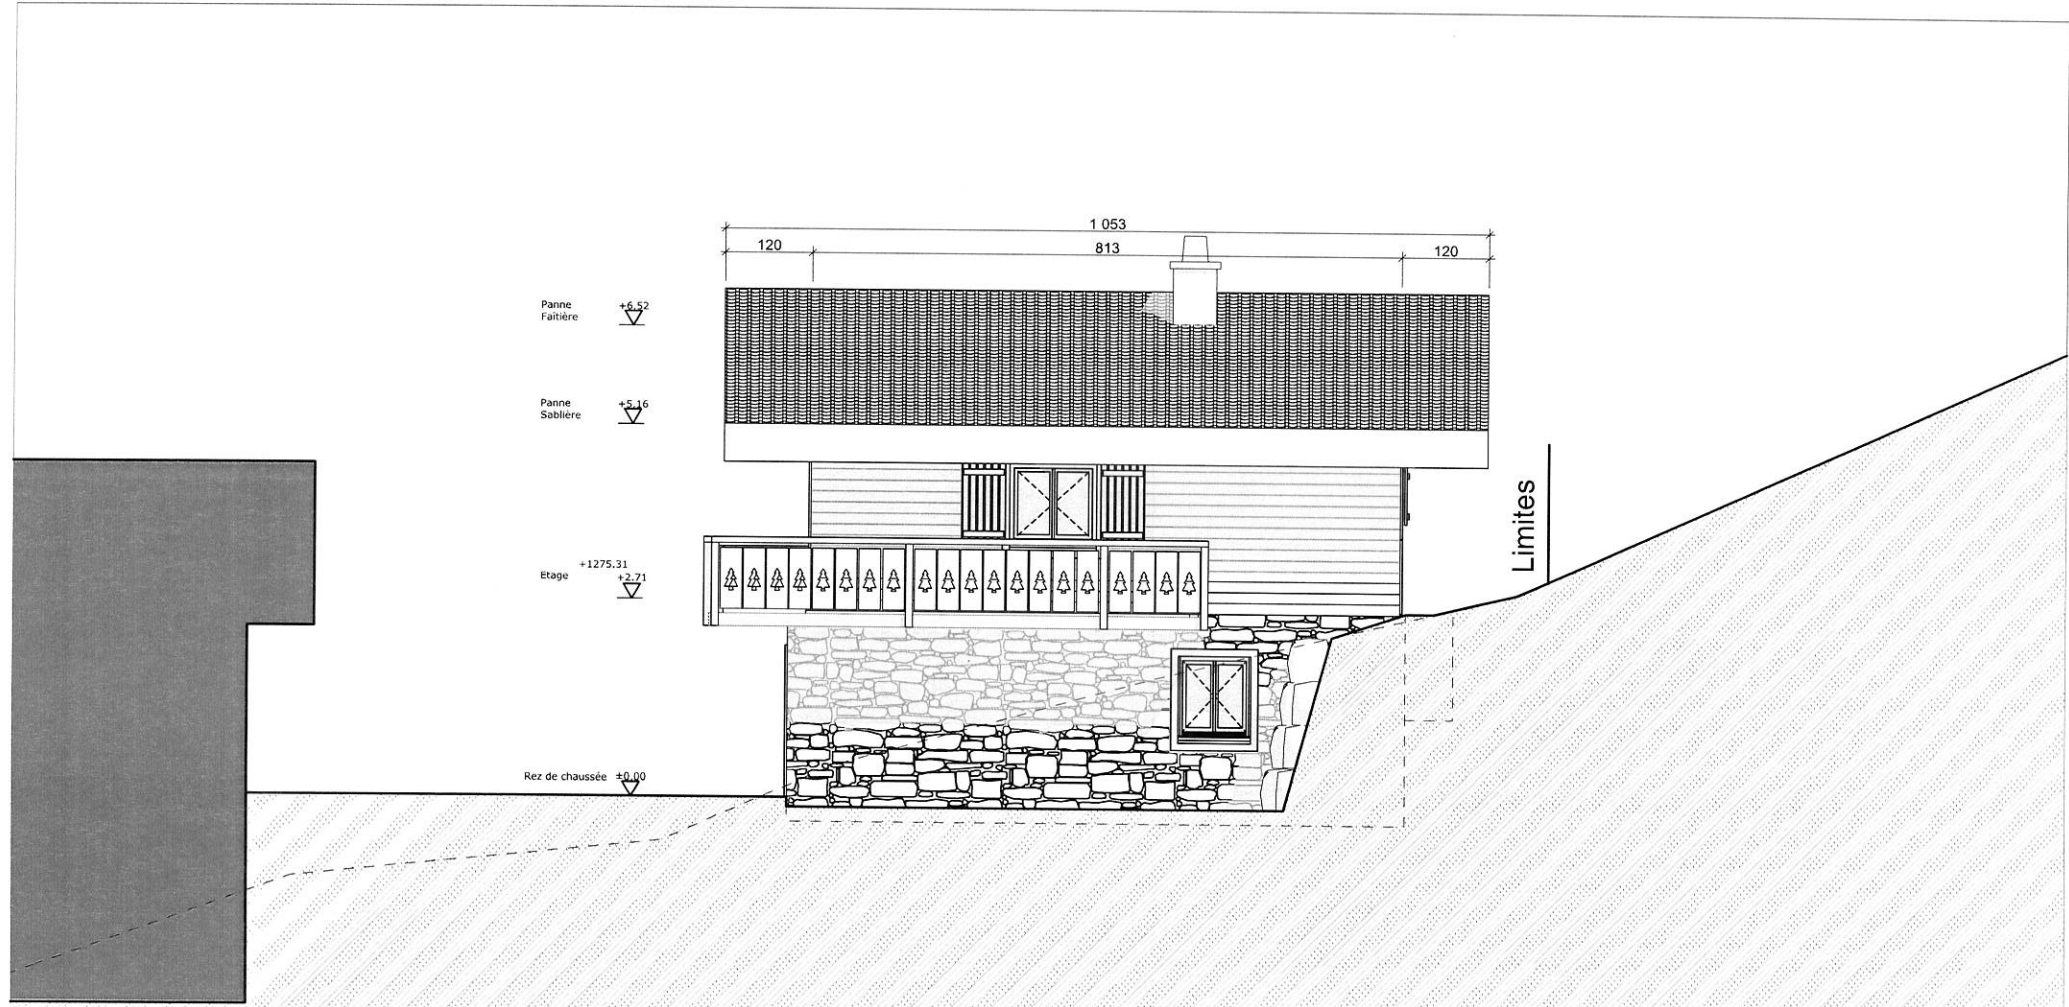 1 053
120
813
120
Panne +6.52
Faîtière
Panne +5.16
Sablière
Limites
+1275.31
Etage +2.71
Rez de chaussée ±0.00